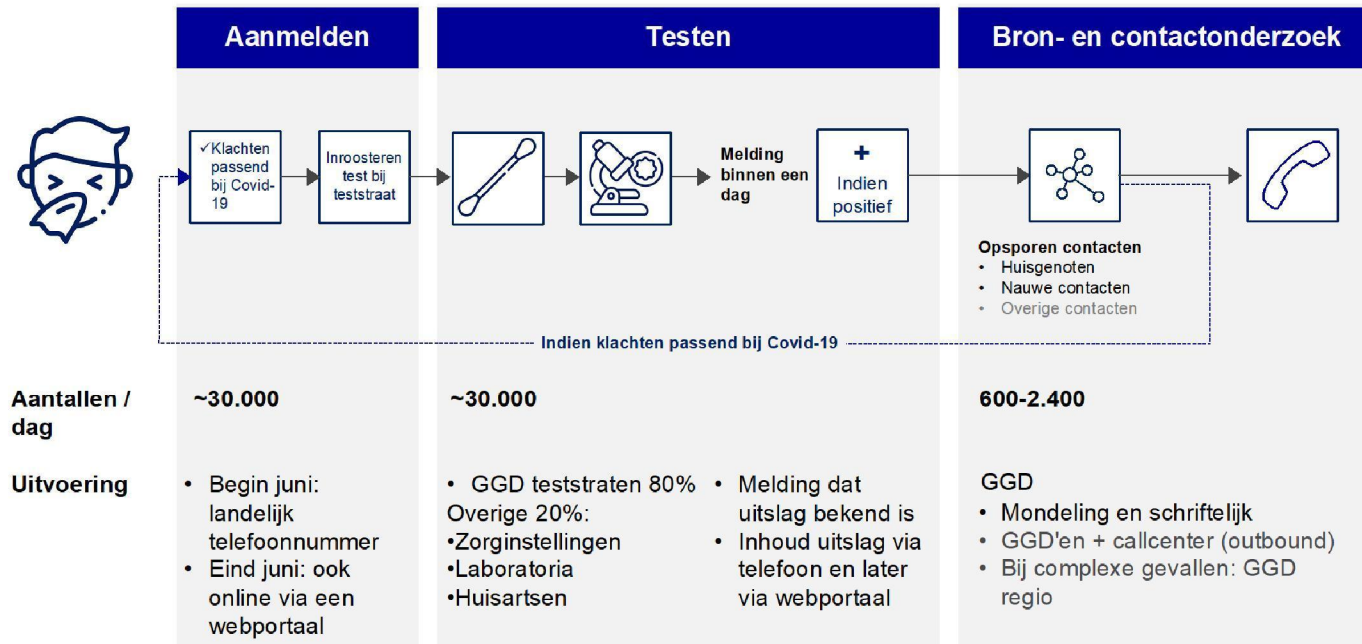 Aanmelden
Testen
Bron- en contactonderzoek
✓Klachten
passend
bij Covid-
19
Inroosteren
test bij
teststraat
Melding
binnen een
dag
+
Indien
positief
Opsporen contacten
• Huisgenoten
• Nauwe contacten
• Overige contacten
Indien klachten passend bij Covid-19
Aantallen /
dag
~30.000
~30.000
600-2.400
Uitvoering
• Begin juni:
landelijk
telefoonnummer
• Eind juni: ook
online via een
webportaal
• GGD teststraten 80%
Overige 20%:
•Zorginstellingen
•Laboratoria
•Huisartsen
• Melding dat
uitslag bekend is
• Inhoud uitslag via
telefoon en later
via webportaal
GGD
• Mondeling en schriftelijk
• GGD'en + callcenter (outbound)
• Bij complexe gevallen: GGD
regio